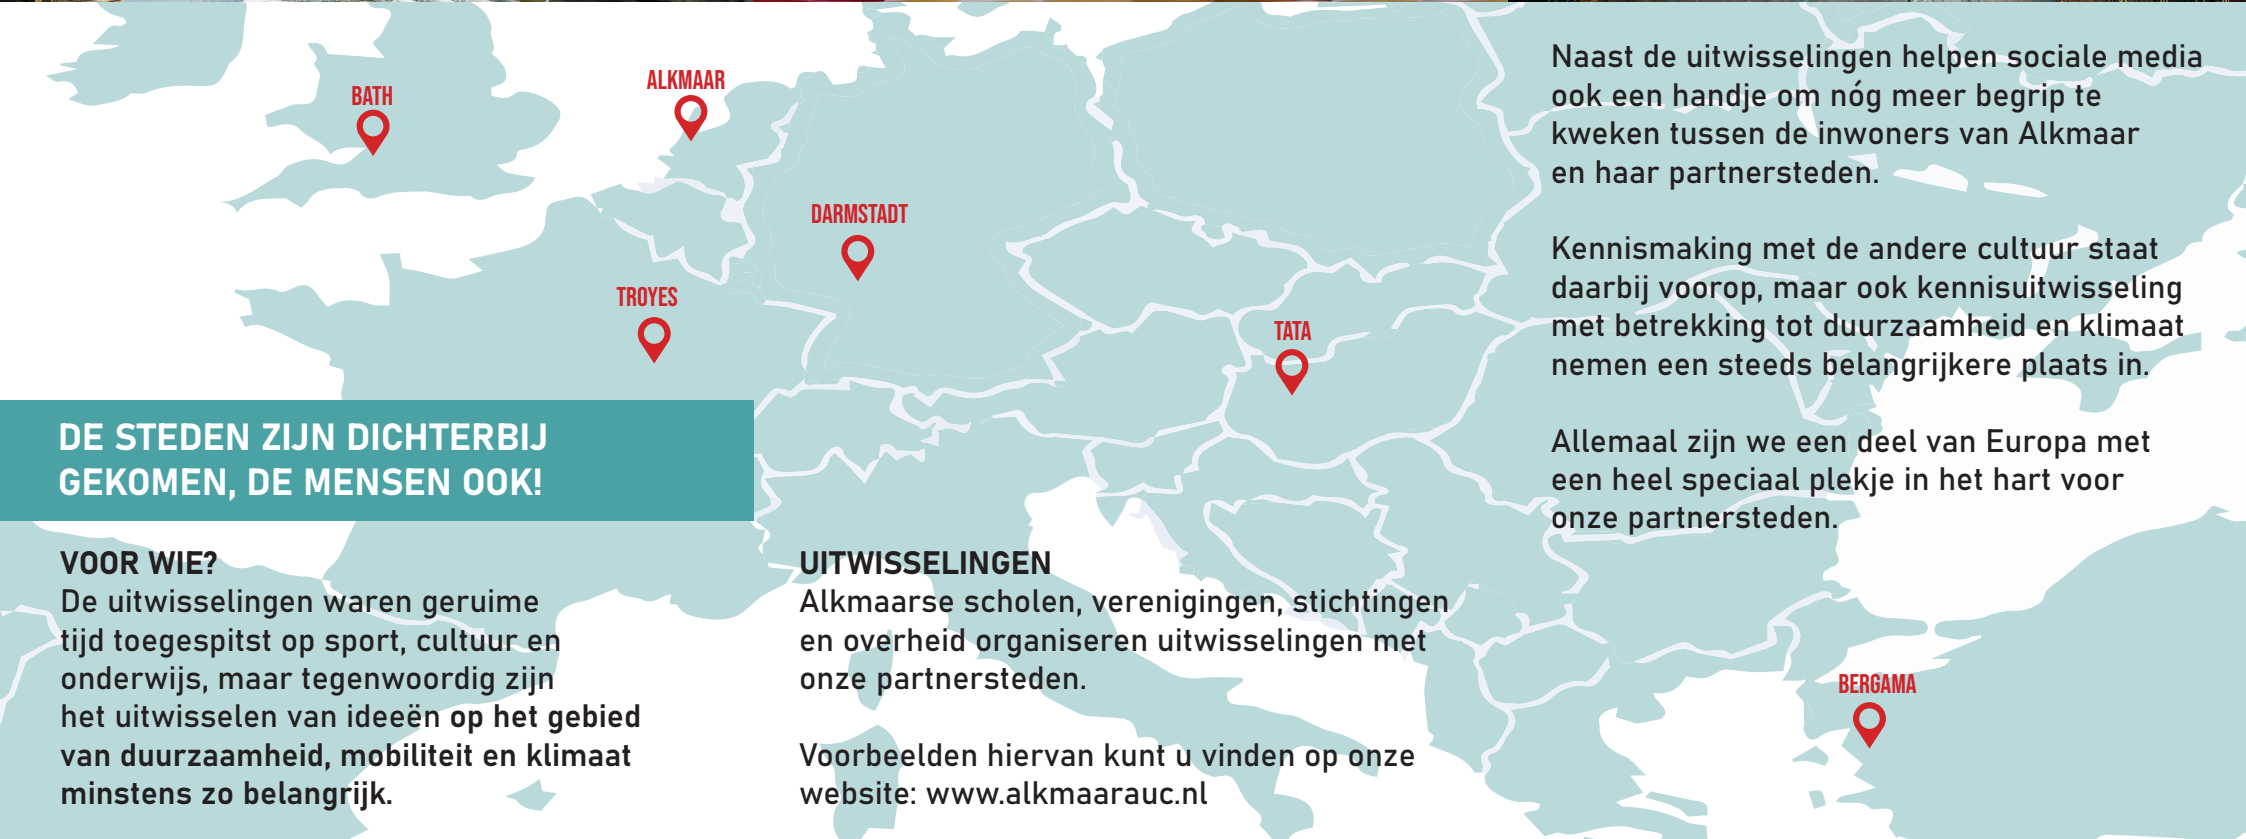 BATH
ALKMAAR
DARMSTADT
TROYES
TATA
BERGAMA
DE STEDEN ZIJN DICHTERBIJ
GEKOMEN, DE MENSEN OOK!
VOOR WIE?
De uitwisselingen waren geruime
tijd toegespitst op sport, cultuur en
onderwijs, maar tegenwoordig zijn
het uitwisselen van ideeën op het gebied
van duurzaamheid, mobiliteit en klimaat
minstens zo belangrijk.
UITWISSELINGEN
Alkmaarse scholen, verenigingen, stichtingen
en overheid organiseren uitwisselingen met
onze partnersteden.
Voorbeelden hiervan kunt u vinden op onze
website: www.alkmaarauc.nl
Naast de uitwisselingen helpen sociale media
ook een handje om nóg meer begrip te
kweken tussen de inwoners van Alkmaar
en haar partnersteden.
Kennismaking met de andere cultuur staat
daarbij voorop, maar ook kennisuitwisseling
met betrekking tot duurzaamheid en klimaat
nemen een steeds belangrijkere plaats in.
Allemaal zijn we een deel van Europa met
een heel speciaal plekje in het hart voor
onze partnersteden.